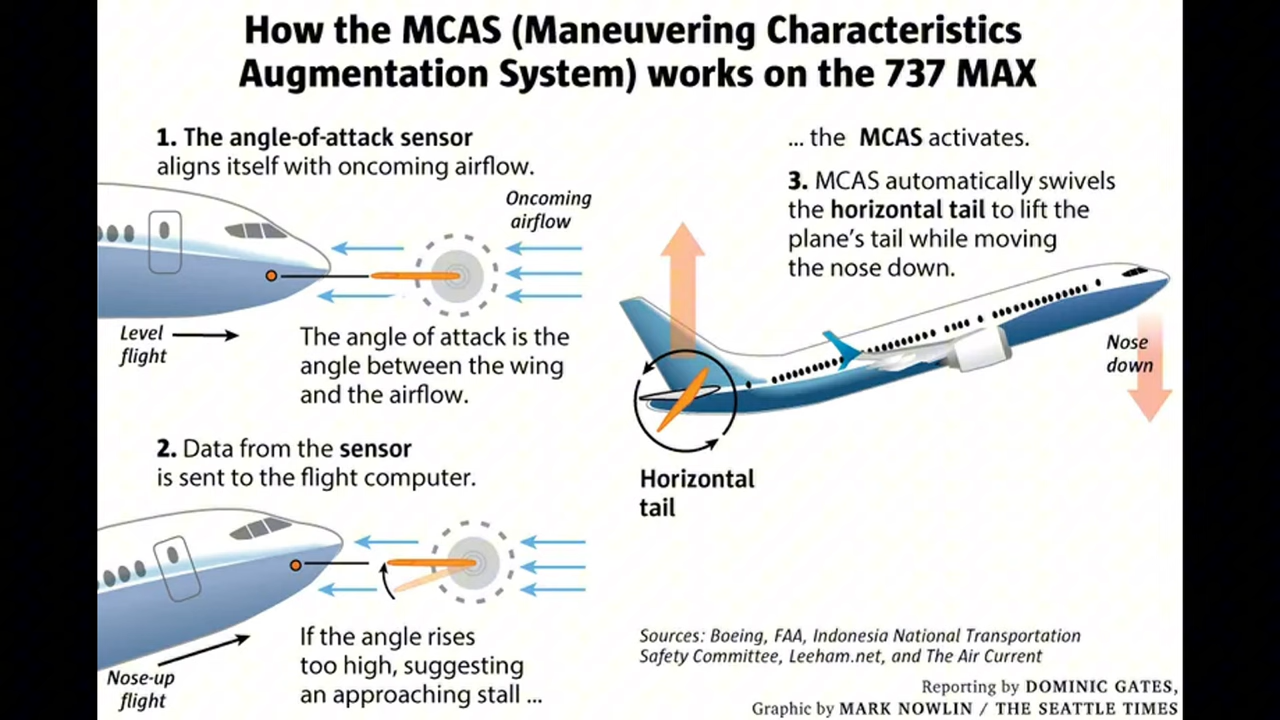 How the MCAS (Maneuvering Characteristics
Augmentation System) works on the 737 MAX
1. The angle-of-attack sensor
aligns itself with oncoming airflow.
Oncoming
airflow
Level
flight
The angle of attack is the
angle between the wing
and the airflow.
2. Data from the sensor
is sent to the flight computer.
Nose-up
flight
If the angle rises
too high, suggesting
an approaching stall ...
... the MCAS activates.
3. MCAS automatically swivels
the horizontal tail to lift the
plane's tail while moving
the nose down.
Nose
down
Horizontal
tail
Sources: Boeing, FAA, Indonesia National Transportation
Safety Committee, Leeham.net, and The Air Current
Reporting by DOMINIC GATES,
Graphic by MARK NOWLIN / THE SEATTLE TIMES